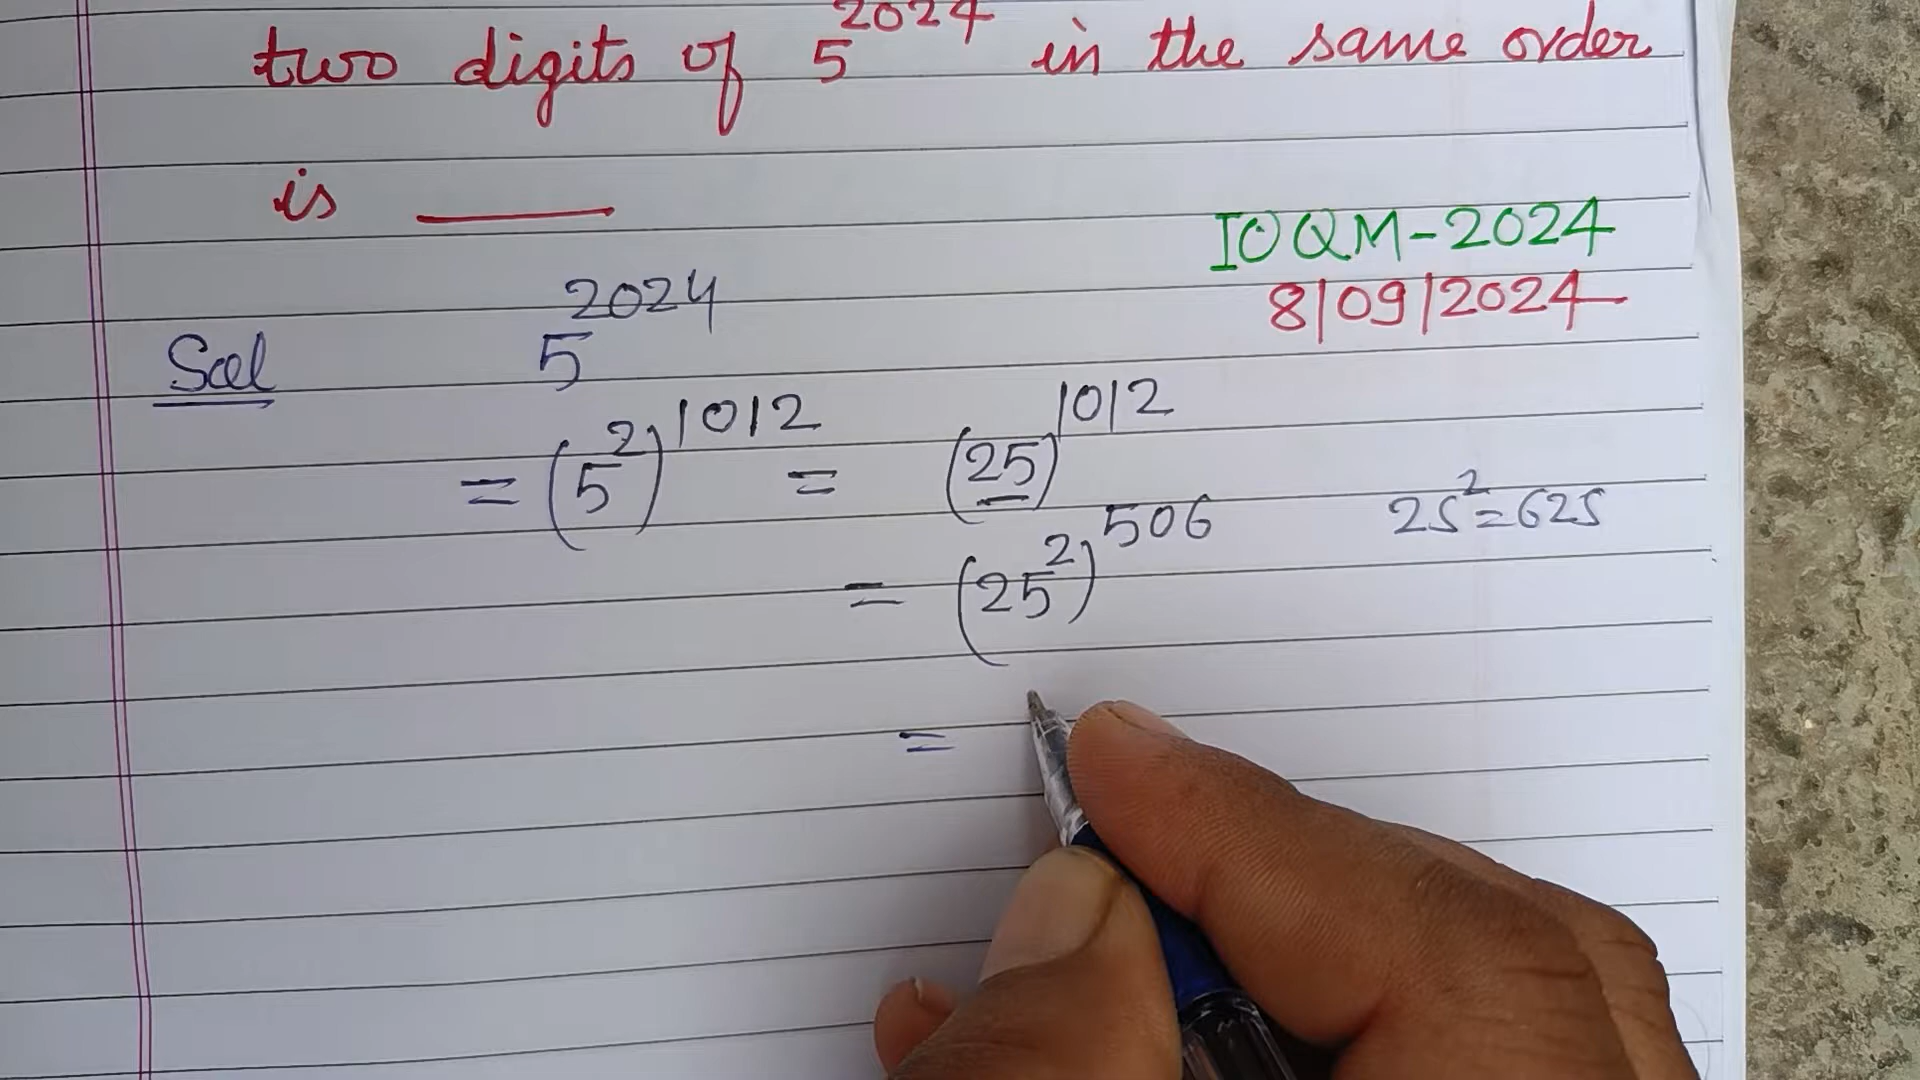 two digits of 5^2024 in the same order
is ____
IOQM-2024
8/09/2024
Sol 5^2024
= (5^2)^1012 = (25)^1012
= (25^2)^506 25^2=625
=